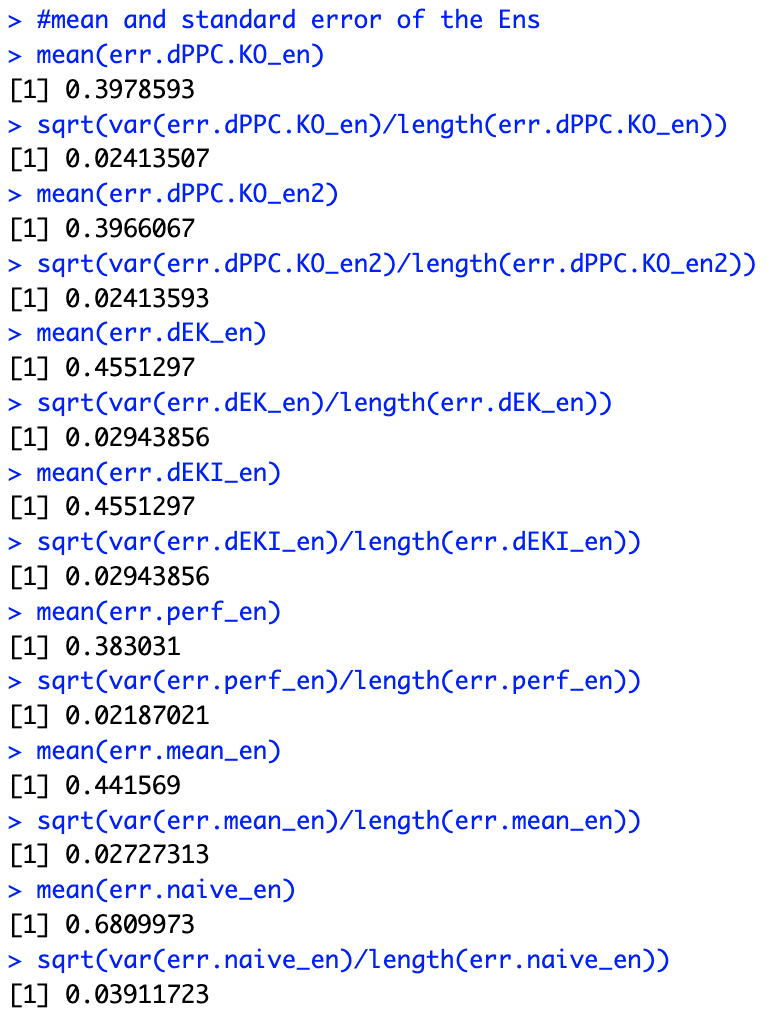 > #mean and standard error of the Ens
> mean(err.dPPC.KO_en)
[1] 0.3978593
> sqrt(var(err.dPPC.KO_en)/length(err.dPPC.KO_en))
[1] 0.02413507
> mean(err.dPPC.KO_en2)
[1] 0.3966067
> sqrt(var(err.dPPC.KO_en2)/length(err.dPPC.KO_en2))
[1] 0.02413593
> mean(err.dEK_en)
[1] 0.4551297
> sqrt(var(err.dEK_en)/length(err.dEK_en))
[1] 0.02943856
> mean(err.dEKI_en)
[1] 0.4551297
> sqrt(var(err.dEKI_en)/length(err.dEKI_en))
[1] 0.02943856
> mean(err.perf_en)
[1] 0.383031
> sqrt(var(err.perf_en)/length(err.perf_en))
[1] 0.02187021
> mean(err.mean_en)
[1] 0.441569
> sqrt(var(err.mean_en)/length(err.mean_en))
[1] 0.02727313
> mean(err.naive_en)
[1] 0.6809973
> sqrt(var(err.naive_en)/length(err.naive_en))
[1] 0.03911723